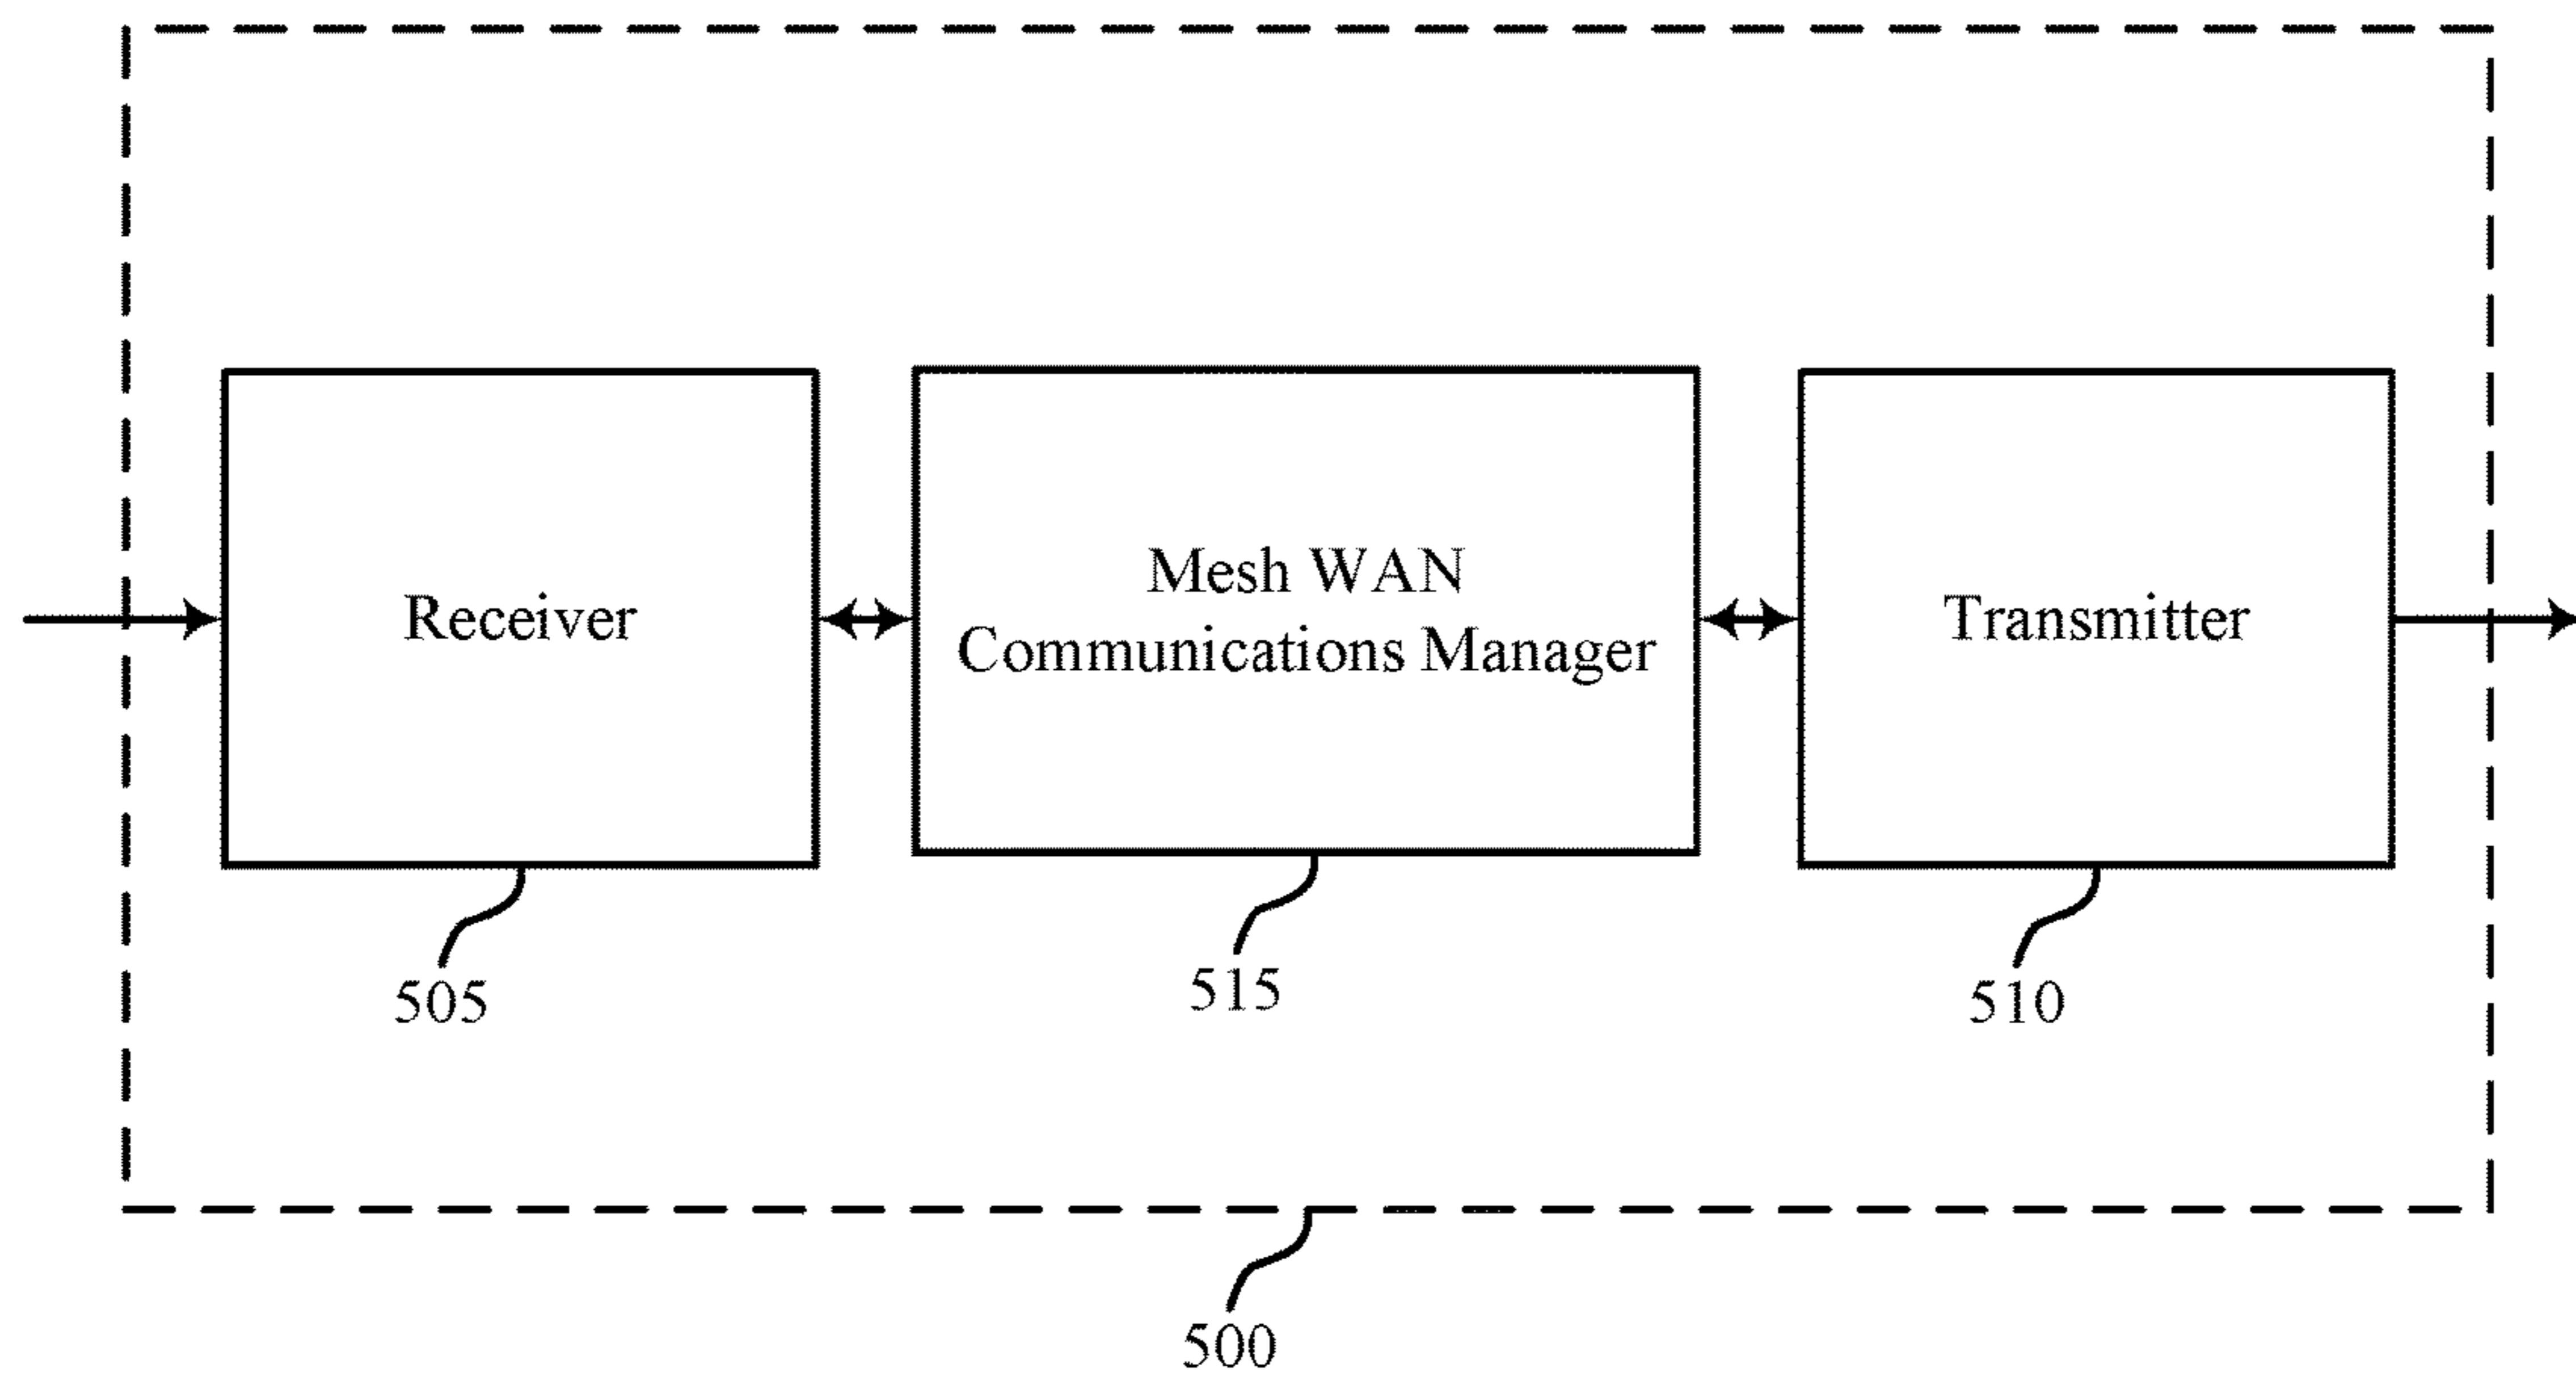 Receiver
Mesh WAN
Communications Manager
Transmitter
505
515
510
500